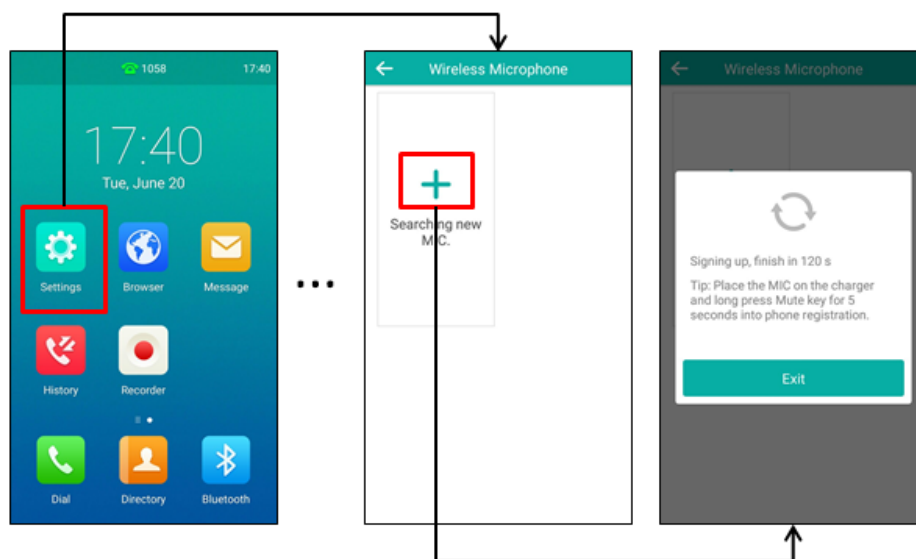 1058 17:40
17:40
Tue, June 20
Settings Browser Message
History Recorder
Dial Directory Bluetooth
...
Wireless Microphone
Searching new
MIC.
Wireless Microphone
Signing up, finish in 120 s
Tip: Place the MIC on the charger
and long press Mute key for 5
seconds into phone registration.
Exit